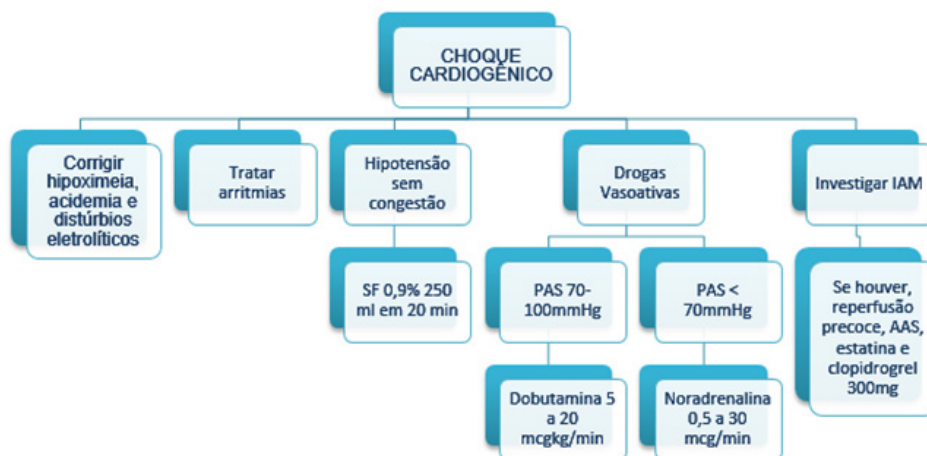 CHOQUE
CARDIOGÊNICO
Corrigir
hipoximeia,
acidemia e
distúrbios
eletrolíticos
Tratar
arritmias
Hipotensão
sem
congestão
Drogas
Vasoativas
Investigar IAM
SF 0,9% 250
ml em 20 min
PAS 70-
100mmHg
PAS <
70mmHg
Se houver,
reperfusão
precoce, AAS,
estatina e
clopidrogrel
300mg
Dobutamina 5
a 20
mcgkg/min
Noradrenalina
0,5 a 30
mcg/min